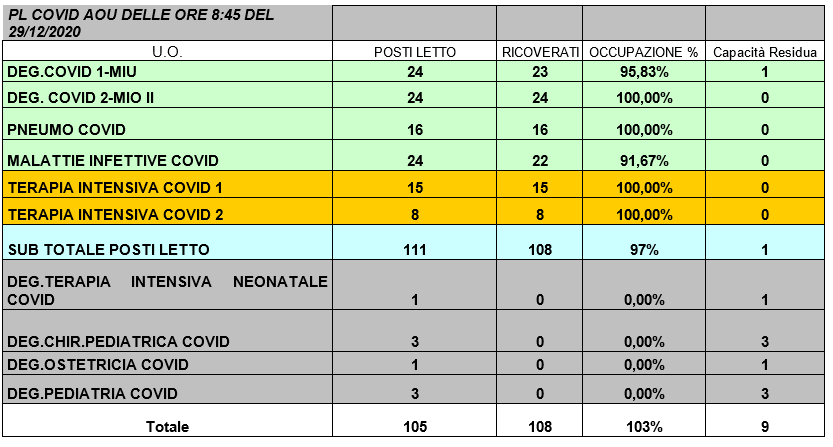 PL COVID AOU DELLE ORE 8:45 DEL
29/12/2020
U.O. POSTI LETTO RICOVERATI OCCUPAZIONE % Capacità Residua
DEG.COVID 1-MIU 24 23 95,83% 1
DEG. COVID 2-MIO II 24 24 100,00% 0
PNEUMO COVID 16 16 100,00% 0
MALATTIE INFETTIVE COVID 24 22 91,67% 0
TERAPIA INTENSIVA COVID 1 15 15 100,00% 0
TERAPIA INTENSIVA COVID 2 8 8 100,00% 0
SUB TOTALE POSTI LETTO 111 108 97% 1
DEG.TERAPIA INTENSIVA NEONATALE
COVID 1 0 0,00% 1
DEG.CHIR.PEDIATRICA COVID 3 0 0,00% 3
DEG.OSTETRICIA COVID 1 0 0,00% 1
DEG.PEDIATRIA COVID 3 0 0,00% 3
Totale 105 108 103% 9